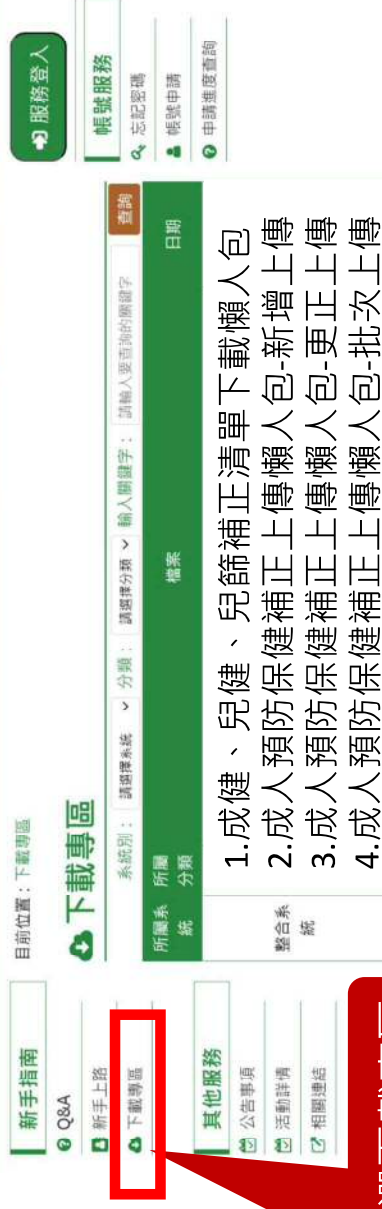 新手指南
Q&A
新手上路
下載專區
其他服務
公告事項
活動詳情
相關連結
目前位置：下載專區
下載專區
系統別： 請選擇系統 分類： 請選擇分類 輸入關鍵字： 請輸入要查詢的關鍵字 查詢
所屬系統 所屬分類 檔案 日期
整合系統
1.成健、兒健、兒篩補正清單下載懶人包
2.成人預防保健補正上傳懶人包-新增上傳
3.成人預防保健補正上傳懶人包-更正上傳
4.成人預防保健補正上傳懶人包-批次上傳
服務登入
帳號服務
忘記密碼
帳號申請
申請進度查詢